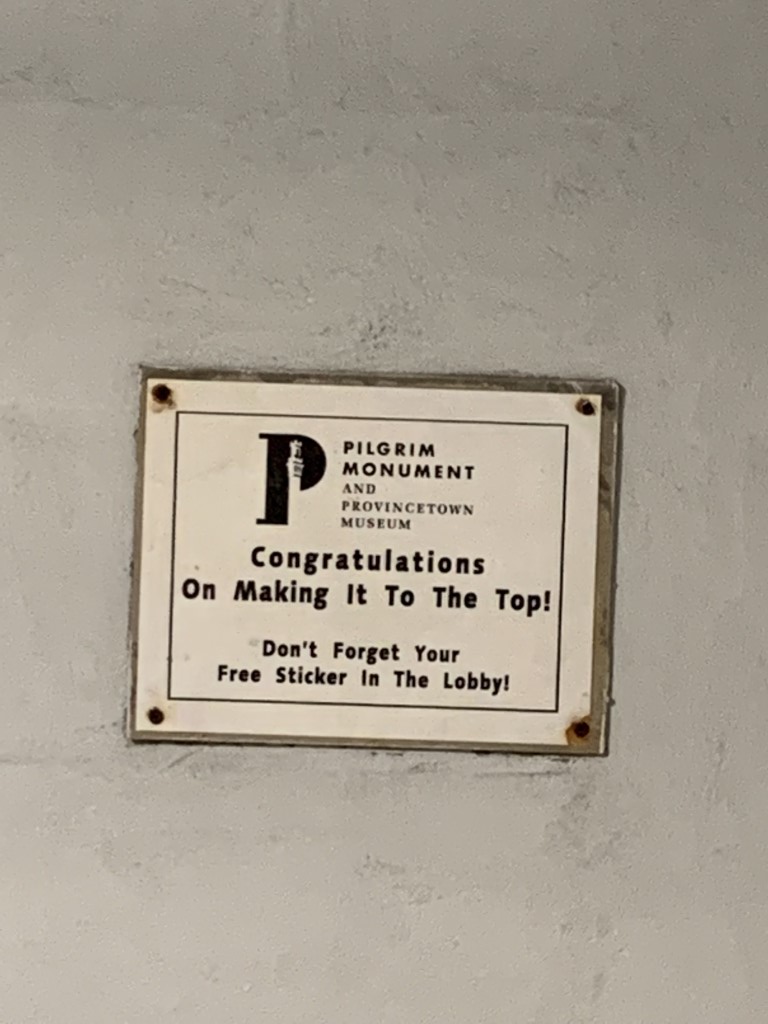 P
PILGRIM
MONUMENT
AND
PROVINCETOWN
MUSEUM
Congratulations
On Making It To The Top!
Don't Forget Your
Free Sticker In The Lobby!